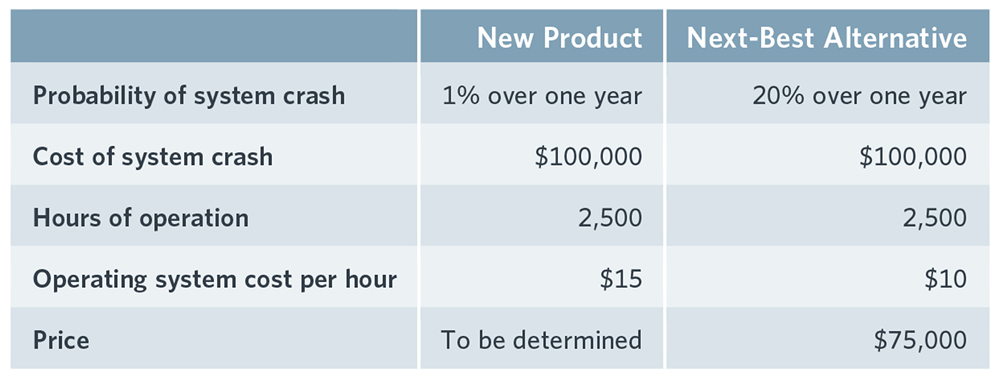 New Product Next-Best Alternative
Probability of system crash 1% over one year 20% over one year
Cost of system crash $100,000 $100,000
Hours of operation 2,500 2,500
Operating system cost per hour $15 $10
Price To be determined $75,000